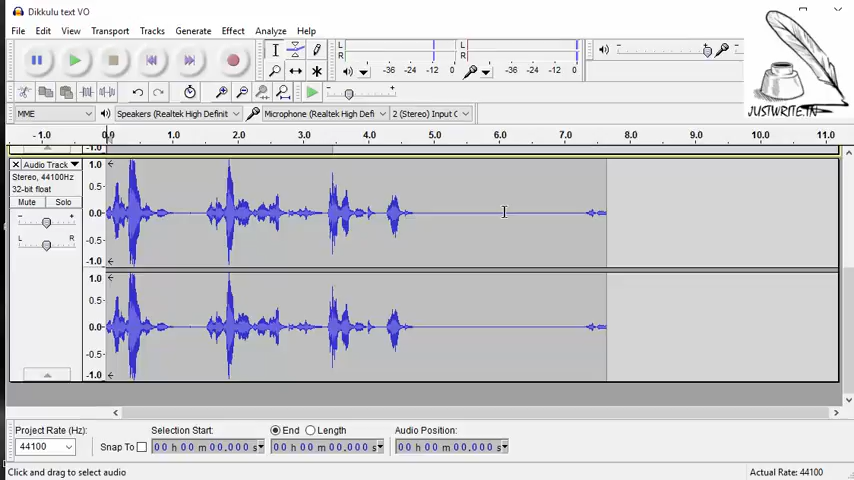 Dikkulu text VO
File Edit View Transport Tracks Generate Effect Analyze Help
L R -36 -24 -12 0 L R -36 -24 -12 0
MME Speakers (Realtek High Definit Microphone (Realtek High Defi 2 (Stereo) Input C
JUSTWRITE.IN
- 1.0 0.0 1.0 2.0 3.0 4.0 5.0 6.0 7.0 8.0 9.0 10.0 11.0
-1.0
Audio Track 1.0
Stereo, 44100Hz
32-bit float 0.5
Mute Solo
- + 0.0
L R -0.5
-1.0
1.0
0.5
0.0
-0.5
-1.0
Project Rate (Hz): Selection Start: End Length Audio Position:
44100 Snap To 00 h 00 m 00.000 s 00 h 00 m 00.000 s 00 h 00 m 00.000 s
Click and drag to select audio Actual Rate: 44100